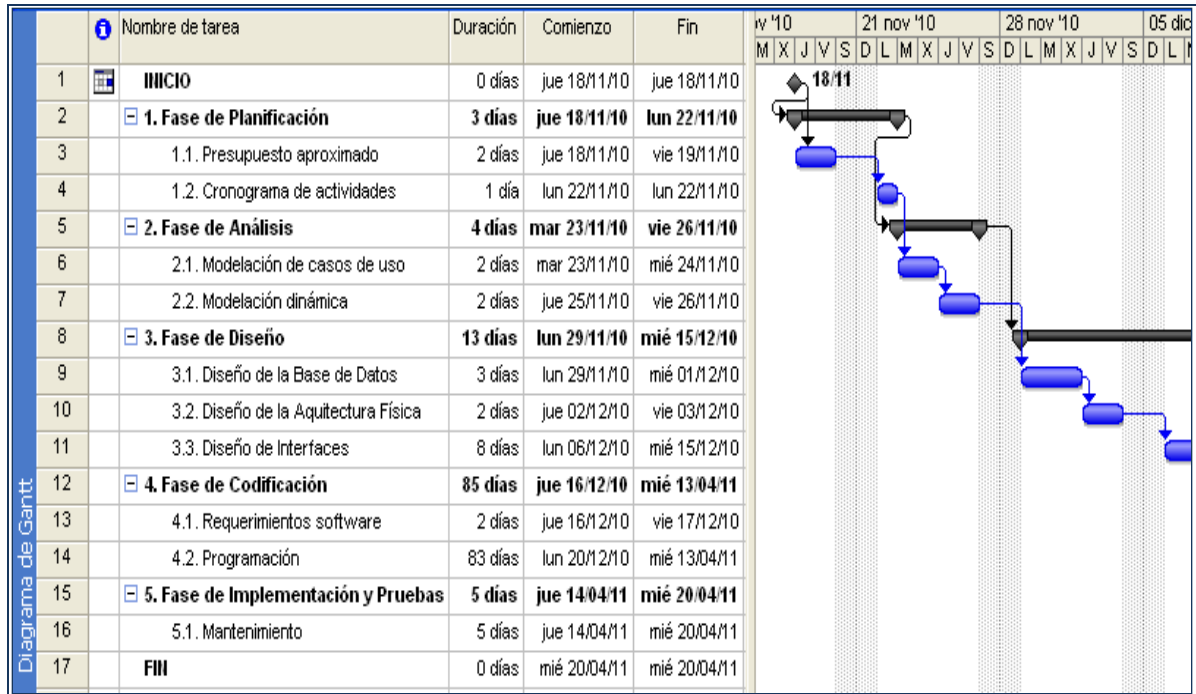 Nombre de tarea Duración Comienzo Fin
ov '10 21 nov '10 28 nov '10 05 dic
M X J V S D L M X J V S D L M X J V S D L
1 INICIO 0 días jue 18/11/10 jue 18/11/10 18/11
2 1. Fase de Planificación 3 días jue 18/11/10 lun 22/11/10
3 1.1. Presupuesto aproximado 2 días jue 18/11/10 vie 19/11/10
4 1.2. Cronograma de actividades 1 día lun 22/11/10 lun 22/11/10
5 2. Fase de Análisis 4 días mar 23/11/10 vie 26/11/10
6 2.1. Modelación de casos de uso 2 días mar 23/11/10 mié 24/11/10
7 2.2. Modelación dinámica 2 días jue 25/11/10 vie 26/11/10
8 3. Fase de Diseño 13 días lun 29/11/10 mié 15/12/10
9 3.1. Diseño de la Base de Datos 3 días lun 29/11/10 mié 01/12/10
10 3.2. Diseño de la Aquitectura Física 2 días jue 02/12/10 vie 03/12/10
11 3.3. Diseño de Interfaces 8 días lun 06/12/10 mié 15/12/10
12 4. Fase de Codificación 85 días jue 16/12/10 mié 13/04/11
13 4.1. Requerimientos software 2 días jue 16/12/10 vie 17/12/10
14 4.2. Programación 83 días lun 20/12/10 mié 13/04/11
15 5. Fase de Implementación y Pruebas 5 días jue 14/04/11 mié 20/04/11
16 5.1. Mantenimiento 5 días jue 14/04/11 mié 20/04/11
17 FIN 0 días mié 20/04/11 mié 20/04/11
Diagrama de Gantt